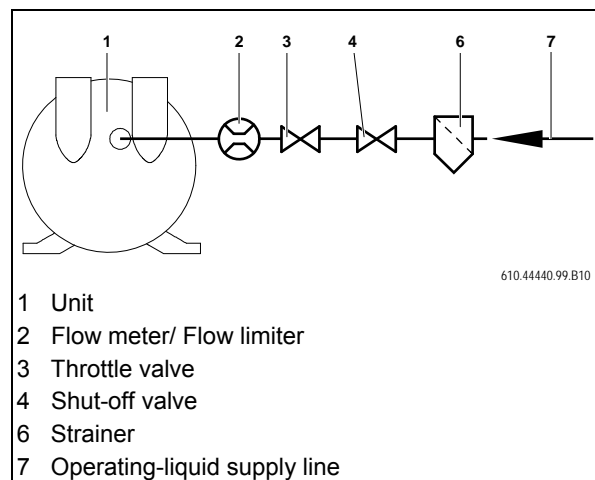 1 2 3 4 6 7
610.44440.99.B10
1 Unit
2 Flow meter/ Flow limiter
3 Throttle valve
4 Shut-off valve
6 Strainer
7 Operating-liquid supply line